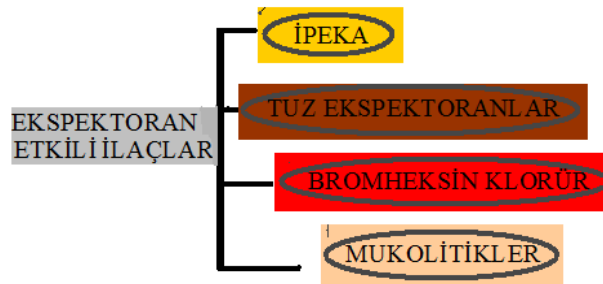 İPEKA
TUZ EKSPEKTORANLAR
EKSPEKTORAN
ETKİLİ İLAÇLAR
BROMHEKSİN KLORÜR
MUKOLİTİKLER